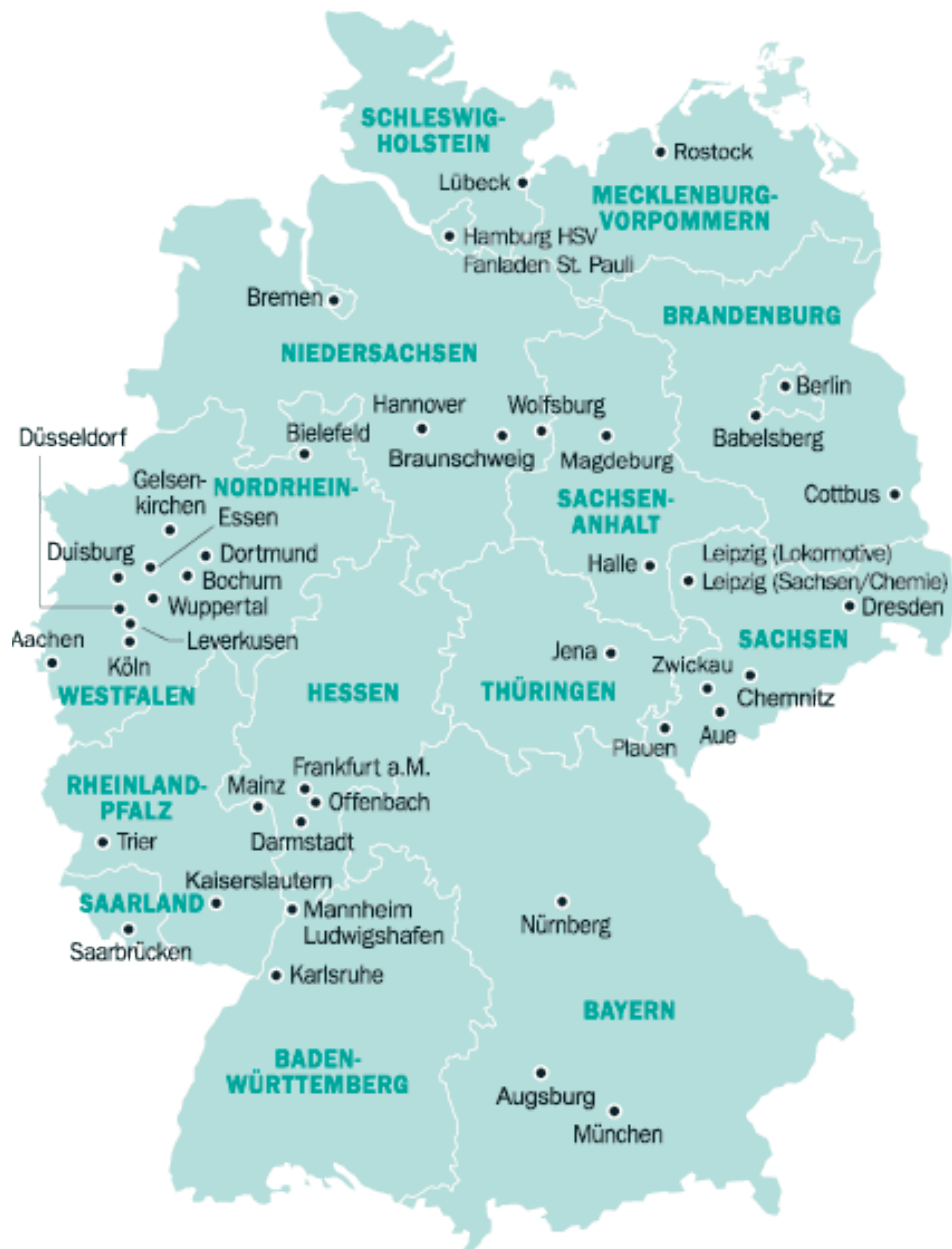 SCHLESWIG-
HOLSTEIN
Rostock
Lübeck
MECKLENBURG-
VORPOMMERN
Hamburg HSV
Fanladen St. Pauli
Bremen
BRANDENBURG
NIEDERSACHSEN
Berlin
Hannover
Wolfsburg
Düsseldorf
Bielefeld
Braunschweig
Magdeburg
Babelsberg
Gelsen-
kirchen
NORDRHEIN-
SACHSEN-
ANHALT
Cottbus
Essen
Duisburg
Dortmund
Bochum
Halle
Leipzig (Lokomotive)
Leipzig (Sachsen/Chemie)
Wuppertal
Dresden
Aachen
Leverkusen
Köln
SACHSEN
Jena
Zwickau
WESTFALEN
HESSEN
THÜRINGEN
Chemnitz
Plauen
Aue
RHEINLAND-
PFALZ
Mainz
Frankfurt a.M.
Offenbach
Trier
Darmstadt
Kaiserslautern
SAARLAND
Mannheim
Ludwigshafen
Nürnberg
Saarbrücken
Karlsruhe
BAYERN
BADEN-
WÜRTTEMBERG
Augsburg
München